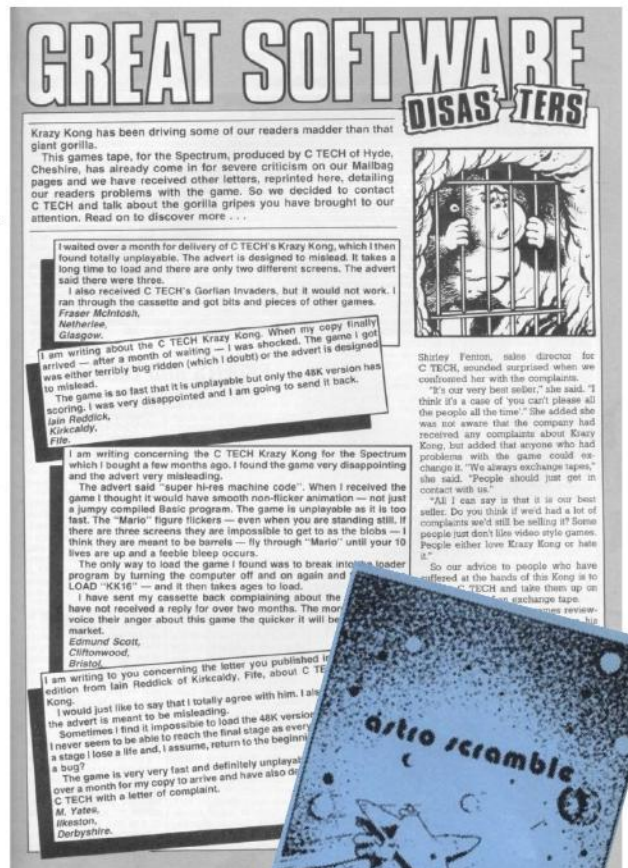 GREAT SOFTWARE
DISAS TERS
Krazy Kong has been driving some of our readers madder than that
giant gorilla.
This games tape, for the Spectrum, produced by C TECH of Hyde,
Cheshire, has already come in for severe criticism on our Mailbag
pages and we have received other letters, reprinted here, detailing
our readers problems with the game. So we decided to contact
C TECH and talk about the gorilla gripes you have brought to our
attention. Read on to discover more . . .
I waited over a month for delivery of C TECH's Krazy Kong, which I then
found totally unplayable. The advert is designed to mislead. It takes a
long time to load and there are only two different screens. The advert
said there were three.
I also received C TECH's Gorfian Invaders, but it would not work. I
ran through the cassette and got bits and pieces of other games.
Fraser McIntosh,
Netherlee,
Glasgow.
I am writing about the C TECH Krazy Kong. When my copy finally
arrived — after a month of waiting — I was shocked. The game I got
was either terribly bug ridden (which I doubt) or the advert is designed
to mislead.
The game is so fast that it is unplayable but only the 48K version has
scoring. I was very disappointed and I am going to send it back.
Iain Reddick,
Kirkcaldy,
Fife.
I am writing concerning the C TECH Krazy Kong for the Spectrum
which I bought a few months ago. I found the game very disappointing
and the advert very misleading.
The advert said "super hi-res machine code". When I received the
game I thought it would have smooth non-flicker animation — not just
a jumpy compiled Basic program. The game is unplayable as it is too
fast. The "Mario" figure flickers — even when you are standing still. If
there are three screens they are impossible to get to as the blobs — I
think they are meant to be barrels — fly through "Mario" until your 10
lives are up and a feeble bleep occurs.
The only way to load the game I found was to break into the loader
program by turning the computer off and on again and
LOAD "KK16" — and it then takes ages to load.
I have sent my cassette back complaining about the
have not received a reply for over two months. The
voice their anger about this game the quicker it will be
market.
Edmund Scott,
Cliftonwood,
Bristol.
I am writing to you concerning the letter you published in
edition from Iain Reddick of Kirkcaldy, Fife, about C
Kong.
I would just like to say that I totally agree with him. I
the advert is meant to be misleading.
Sometimes I find it impossible to load the 48K version
I never seem to be able to reach the final stage as every
a stage I lose a life and, I assume, return to the
a bug?
The game is very very fast and definitely
over a month for my copy to arrive and have also
C TECH with a letter of complaint.
M. Yates,
Ilkeston,
Derbyshire.
Shirley Fenton, sales director for
C TECH, sounded surprised when we
confronted her with the complaints.
"It's our very best seller," she said. "I
think it's a case of 'you can't please all
the people all the time'." She added she
was not aware that the company had
received any complaints about Krazy
Kong, but added that anyone who had
problems with the game could ex-
change it. "We always exchange tapes,"
she said. "People should just get in
contact with us."
"All I can say is that it is our best
seller. Do you think if we'd had a lot of
complaints we'd still be selling it? Some
people just don't like video style games.
People either love Krazy Kong or hate
it."
So our advice to people who have
suffered at the hands of this Kong is to
C TECH and take them up on
exchange tape.
review-
his
astro scramble